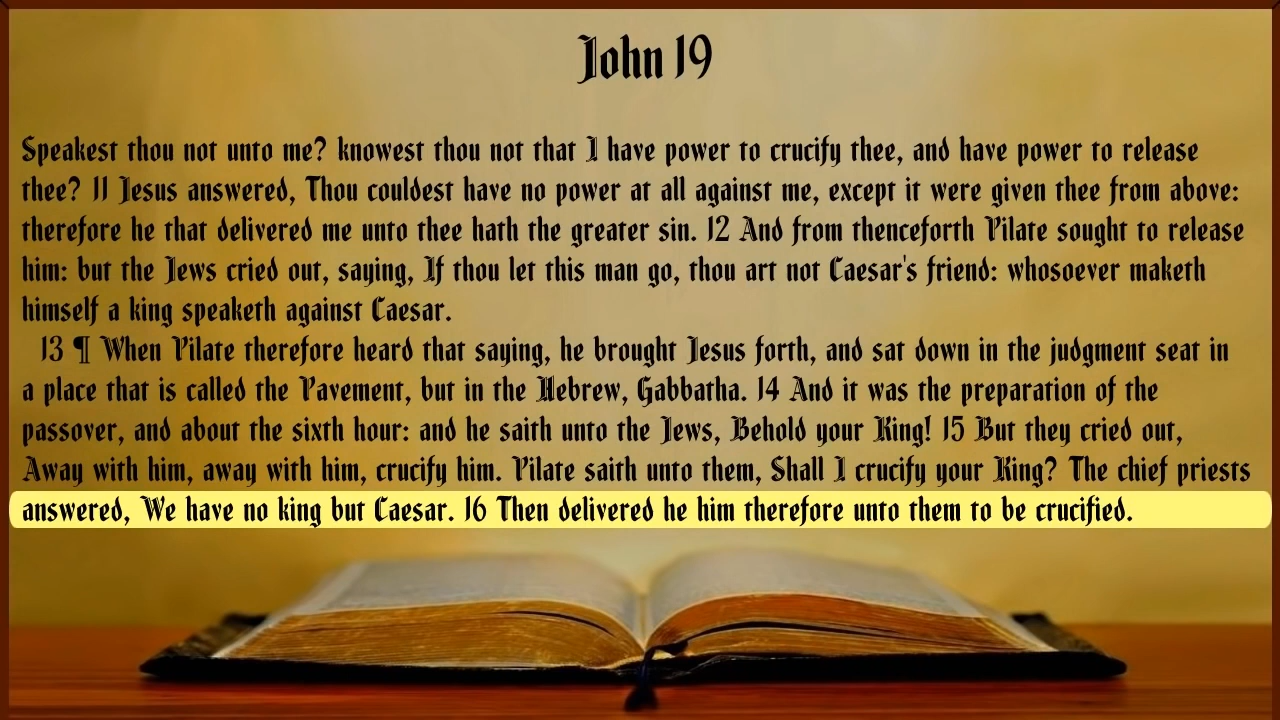 John 19
Speakest thou not unto me? knowest thou not that I have power to crucify thee, and have power to release
thee? 11 Jesus answered, Thou couldest have no power at all against me, except it were given thee from above:
therefore he that delivered me unto thee hath the greater sin. 12 And from thenceforth Pilate sought to release
him: but the Jews cried out, saying, If thou let this man go, thou art not Caesar's friend: whosoever maketh
himself a king speaketh against Caesar.
13 ¶ When Pilate therefore heard that saying, he brought Jesus forth, and sat down in the judgment seat in
a place that is called the Pavement, but in the Hebrew, Gabbatha. 14 And it was the preparation of the
passover, and about the sixth hour: and he saith unto the Jews, Behold your King! 15 But they cried out,
Away with him, away with him, crucify him. Pilate saith unto them, Shall I crucify your King? The chief priests
answered, We have no king but Caesar. 16 Then delivered he him therefore unto them to be crucified.